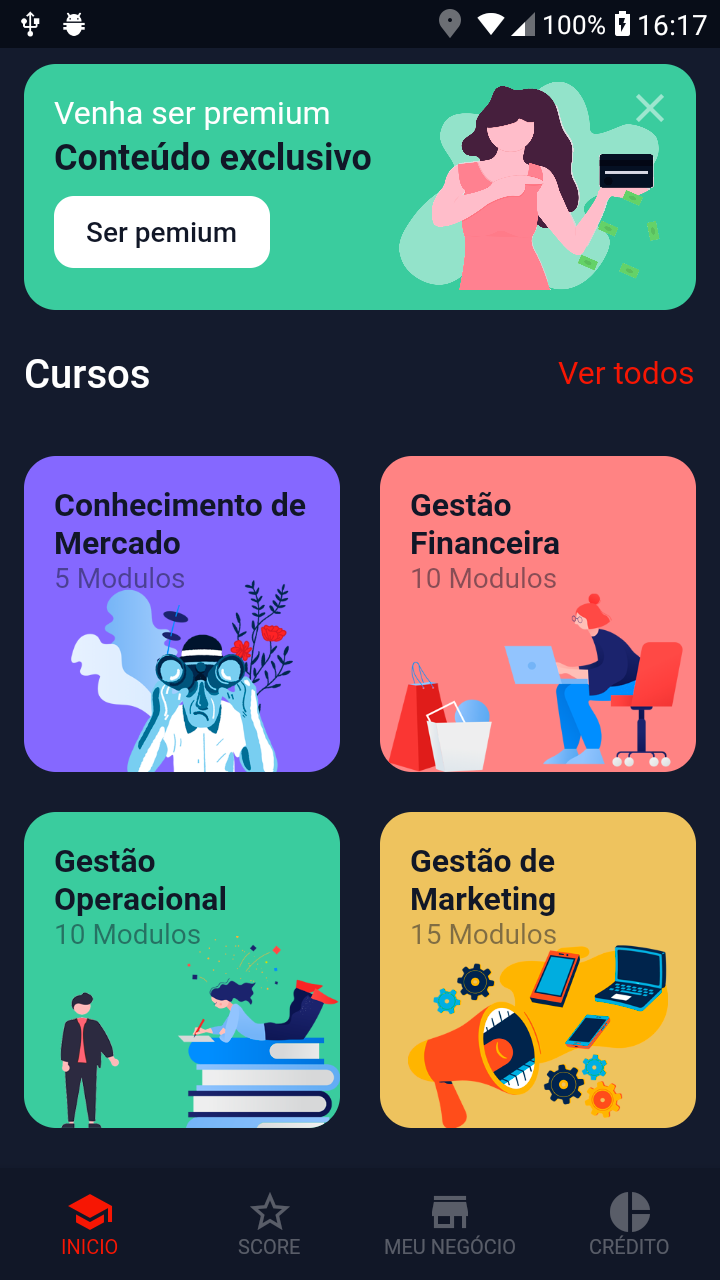 100% 16:17
Venha ser premium
Conteúdo exclusivo
Ser pemium
Cursos
Ver todos
Conhecimento de
Mercado
5 Modulos
Gestão
Financeira
10 Modulos
Gestão
Operacional
10 Modulos
Gestão de
Marketing
15 Modulos
INICIO
SCORE
MEU NEGÓCIO
CRÉDITO